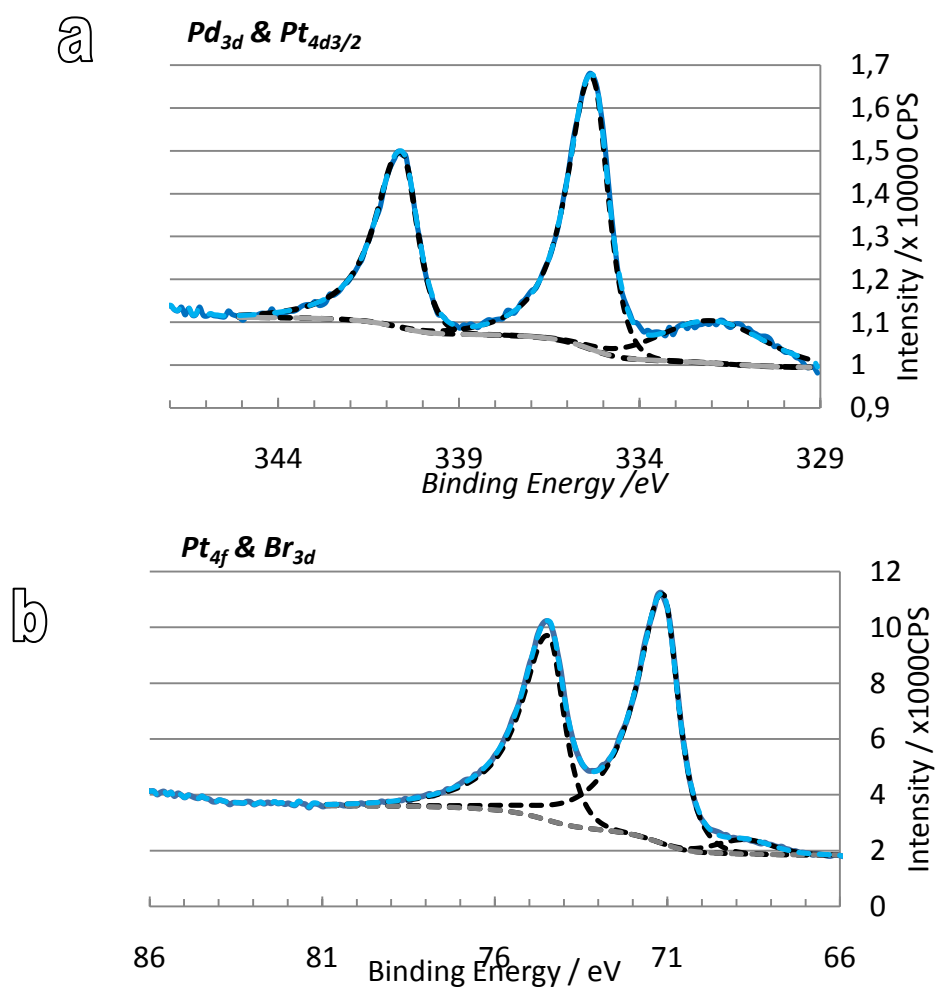 a
Pd3d & Pt4d3/2
1,7
1,6
1,5
1,4
1,3
1,2
1,1
1
0,9
Intensity /x 10000 CPS
344 339 334 329
Binding Energy /eV
b
Pt4f & Br3d
12
10
8
6
4
2
0
Intensity / x1000CPS
86 81 76 71 66
Binding Energy / eV